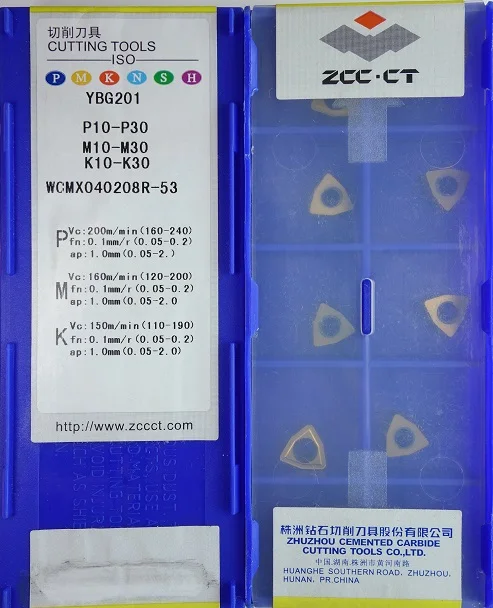 切削刀具
CUTTING TOOLS
ISO
P M K N S H
YBG201
P10-P30
M10-M30
K10-K30
WCMX040208R-53
P
Vc:200m/min(160-240)
fn:0.1mm/r(0.05-0.2)
ap:1.0mm(0.05-2.)
M
Vc:160m/min(120-200)
fn:0.1mm/r(0.05-0.2)
ap:1.0mm(0.05-2.0
K
Vc:150m/min(110-190)
fn:0.1mm/r(0.05-0.2)
ap:1.0mm(0.05-2.0)
http://www.zccct.com
ZCC·CT
株洲钻石切削刀具股份有限公司
ZHUZHOU CEMENTED CARBIDE
CUTTING TOOLS CO.,LTD.
中国.湖南.株洲市黄河南路
HUANGHE SOUTHERN ROAD, ZHUZHOU,
HUNAN, PR.CHINA